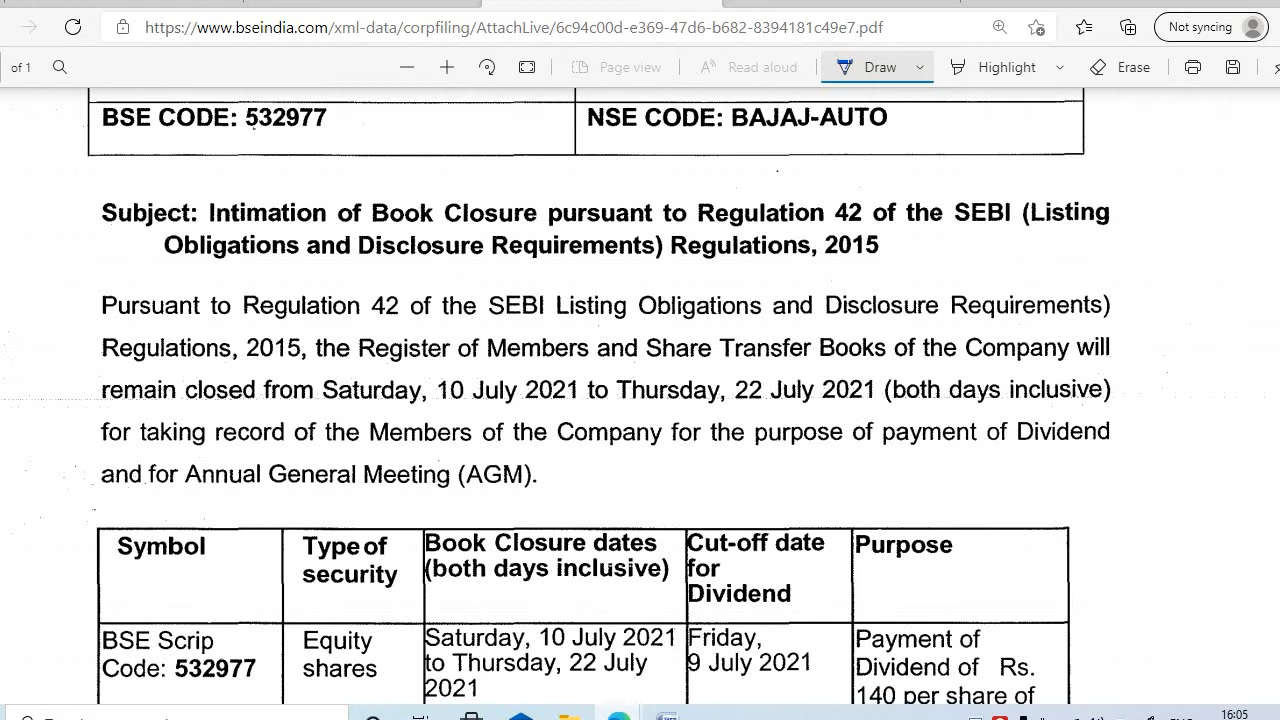 https://www.bseindia.com/xml-data/corpfiling/AttachLive/6c94c00d-e369-47d6-b682-8394181c49e7.pdf
Not syncing
of 1
Page view
Read aloud
Draw
Highlight
Erase
BSE CODE: 532977
NSE CODE: BAJAJ-AUTO
Subject: Intimation of Book Closure pursuant to Regulation 42 of the SEBI (Listing
Obligations and Disclosure Requirements) Regulations, 2015
Pursuant to Regulation 42 of the SEBI Listing Obligations and Disclosure Requirements)
Regulations, 2015, the Register of Members and Share Transfer Books of the Company will
remain closed from Saturday, 10 July 2021 to Thursday, 22 July 2021 (both days inclusive)
for taking record of the Members of the Company for the purpose of payment of Dividend
and for Annual General Meeting (AGM).
Symbol
Type of
security
Book Closure dates
(both days inclusive)
Cut-off date
for
Dividend
Purpose
BSE Scrip
Code: 532977
Equity
shares
Saturday, 10 July 2021
to Thursday, 22 July
2021
Friday,
9 July 2021
Payment of
Dividend of Rs.
140 per share of
16:05